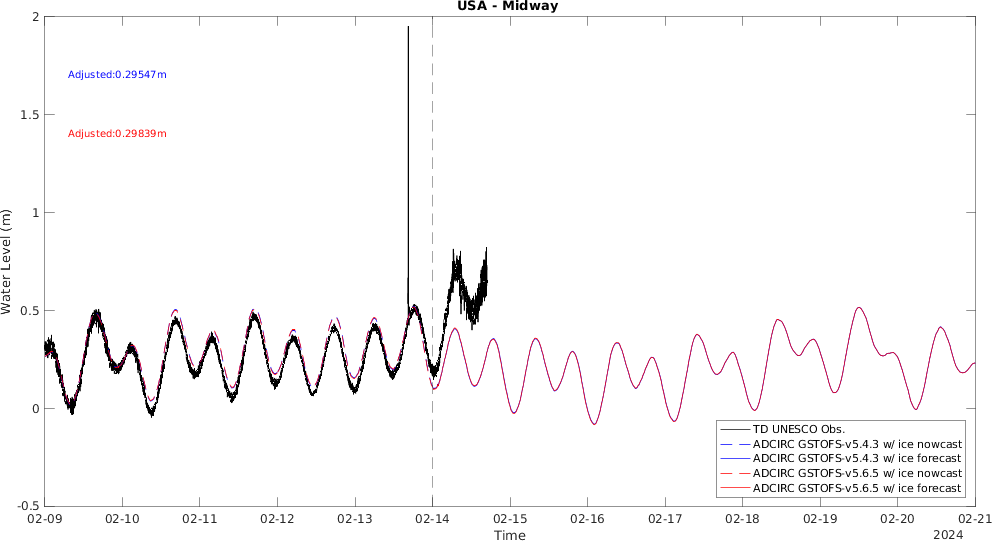 USA - Midway
2
1.5
1
0.5
0
-0.5
Water Level (m)
Adjusted:0.29547m
Adjusted:0.29839m
TD UNESCO Obs.
ADCIRC GSTOFS-v5.4.3 w/ ice nowcast
ADCIRC GSTOFS-v5.4.3 w/ ice forecast
ADCIRC GSTOFS-v5.6.5 w/ ice nowcast
ADCIRC GSTOFS-v5.6.5 w/ ice forecast
02-09 02-10 02-11 02-12 02-13 02-14 02-15 02-16 02-17 02-18 02-19 02-20 02-21
Time
2024